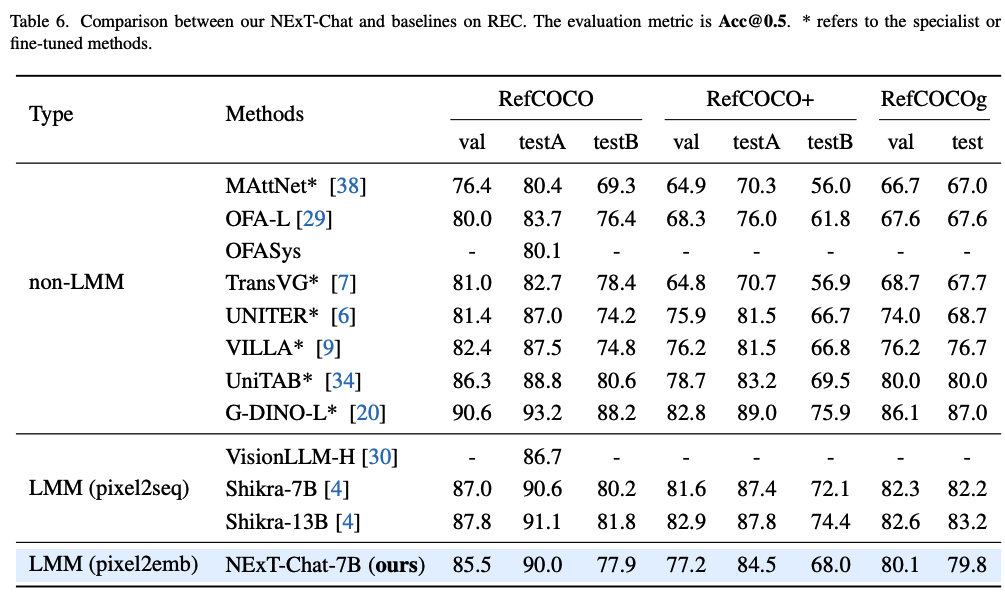 Table 6. Comparison between our NExT-Chat and baselines on REC. The evaluation metric is Acc@0.5. * refers to the specialist or
fine-tuned methods.
Type Methods RefCOCO RefCOCO+ RefCOCOg
val testA testB val testA testB val test
MAttNet* [38] 76.4 80.4 69.3 64.9 70.3 56.0 66.7 67.0
OFA-L [29] 80.0 83.7 76.4 68.3 76.0 61.8 67.6 67.6
OFASys - 80.1 - - - - - -
non-LMM TransVG* [7] 81.0 82.7 78.4 64.8 70.7 56.9 68.7 67.7
UNITER* [6] 81.4 87.0 74.2 75.9 81.5 66.7 74.0 68.7
VILLA* [9] 82.4 87.5 74.8 76.2 81.5 66.8 76.2 76.7
UniTAB* [34] 86.3 88.8 80.6 78.7 83.2 69.5 80.0 80.0
G-DINO-L* [20] 90.6 93.2 88.2 82.8 89.0 75.9 86.1 87.0
VisionLLM-H [30] - 86.7 - - - - - -
LMM (pixel2seq) Shikra-7B [4] 87.0 90.6 80.2 81.6 87.4 72.1 82.3 82.2
Shikra-13B [4] 87.8 91.1 81.8 82.9 87.8 74.4 82.6 83.2
LMM (pixel2emb) NExT-Chat-7B (ours) 85.5 90.0 77.9 77.2 84.5 68.0 80.1 79.8